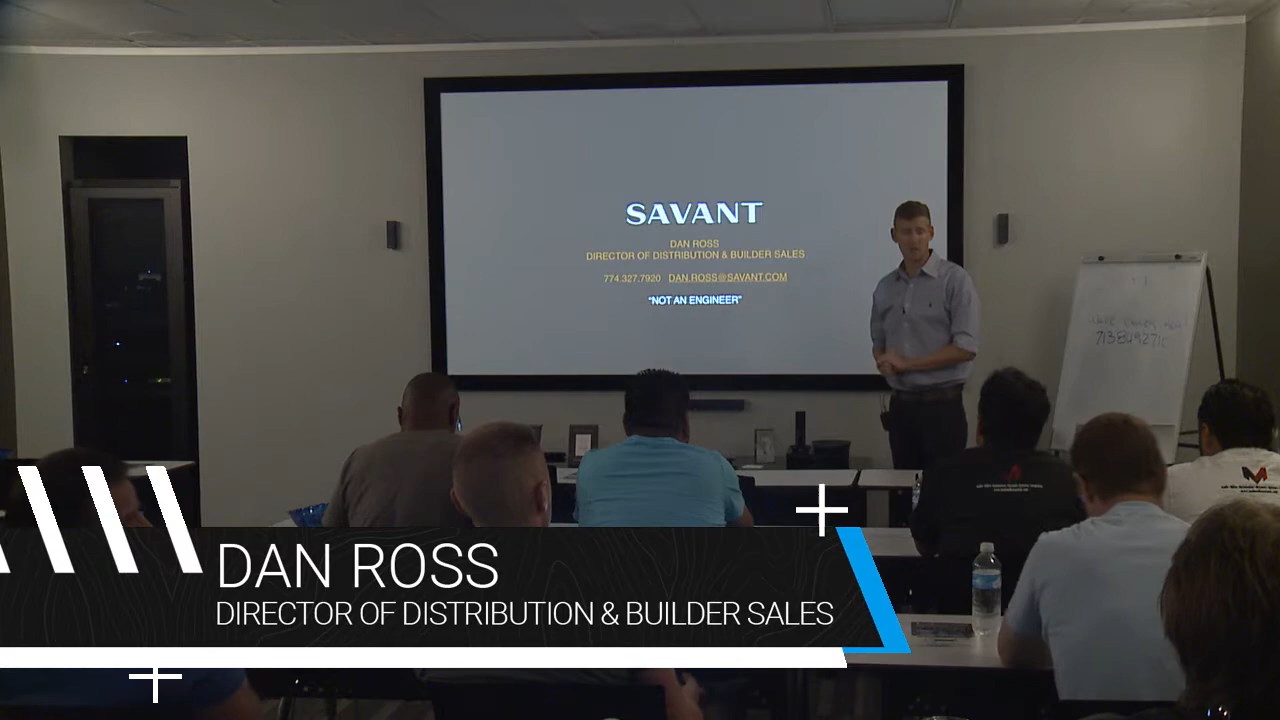 SAVANT
DAN ROSS
DIRECTOR OF DISTRIBUTION & BUILDER SALES
774.327.7920 DAN.ROSS@SAVANT.COM
"NOT AN ENGINEER"
DAN ROSS
DIRECTOR OF DISTRIBUTION & BUILDER SALES